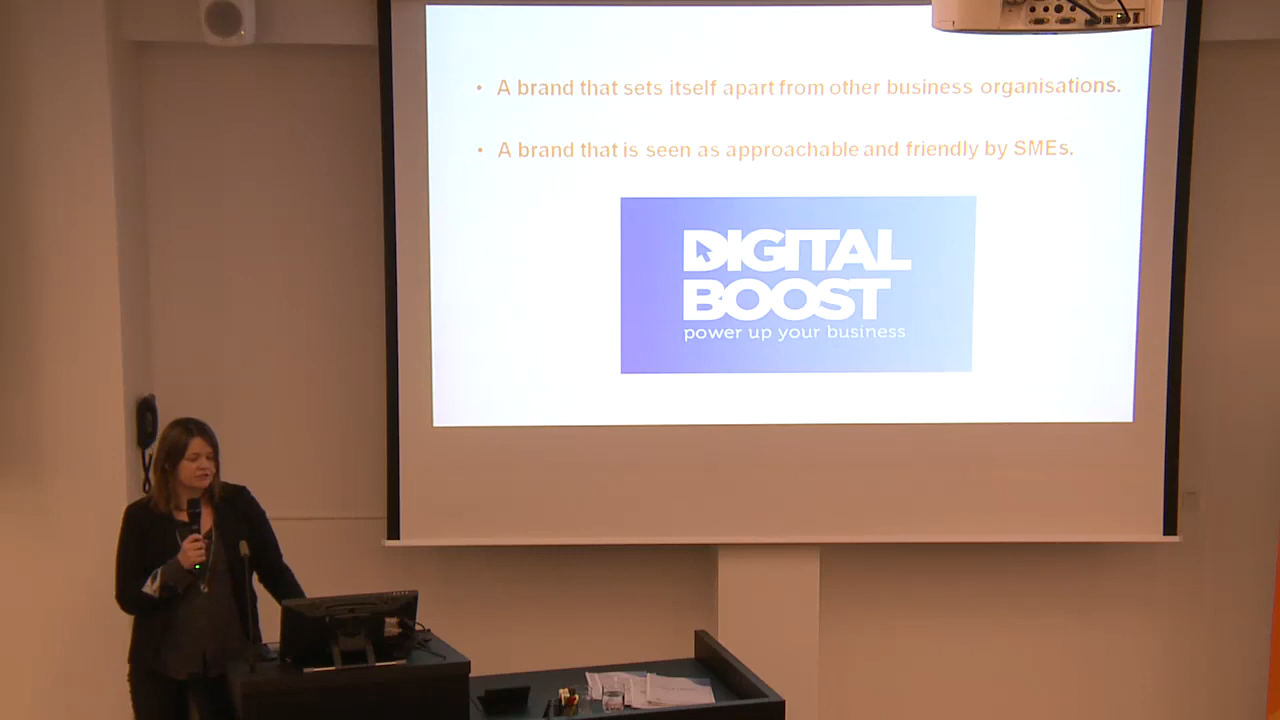 • A brand that sets itself apart from other business organisations.
• A brand that is seen as approachable and friendly by SMEs.
DIGITAL
BOOST
power up your business